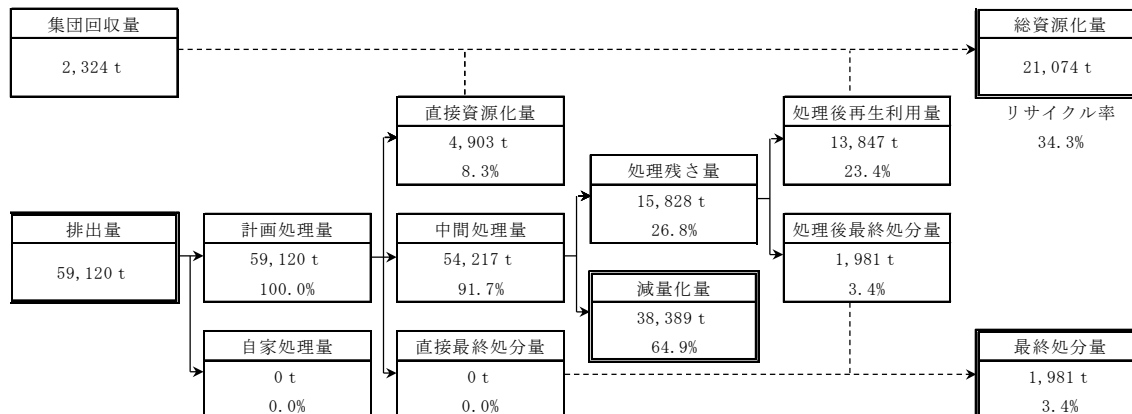 集団回収量
2,324 t
総資源化量
21,074 t
リサイクル率
34.3%
直接資源化量
4,903 t
8.3%
処理後再生利用量
13,847 t
23.4%
処理残さ量
15,828 t
26.8%
排出量
59,120 t
計画処理量
59,120 t
100.0%
中間処理量
54,217 t
91.7%
処理後最終処分量
1,981 t
3.4%
減量化量
38,389 t
64.9%
自家処理量
0 t
0.0%
直接最終処分量
0 t
0.0%
最終処分量
1,981 t
3.4%